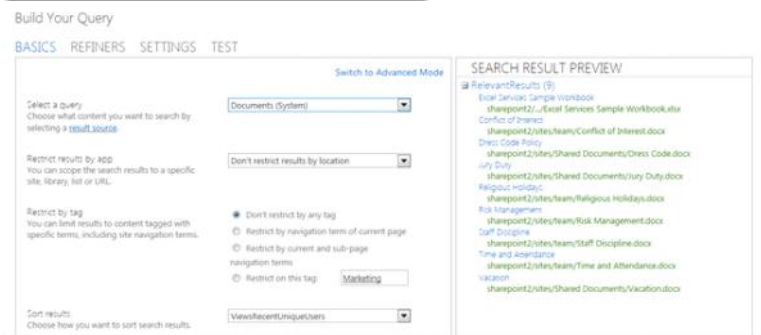 Build Your Query
BASICS REFINERS SETTINGS TEST
Switch to Advanced Mode
Select a query
Choose what content you want to search by
selecting a result source.
Documents (System)
Restrict results by app
You can scope the search results to a specific
site, library, list or URL.
Don't restrict results by location
Restrict by tag
You can limit results to content tagged with
specific terms, including site navigation terms.
Don't restrict by any tag
Restrict by navigation term of current page
Restrict by current and sub-page
navigation terms
Restrict on this tag: Marketing
Sort results
Choose how you want to sort search results.
ViewsRecentUniqueUsers
SEARCH RESULT PREVIEW
RelevantResults (9)
Excel Services Sample Workbook
sharepoint2/.../Excel Services Sample Workbook.xlsx
Conflict of Interest
sharepoint2/sites/team/Conflict of Interest.docx
Dress Code Policy
sharepoint2/sites/Shared Documents/Dress Code.docx
Jury Duty
sharepoint2/sites/Shared Documents/Jury Duty.docx
Religious Holidays
sharepoint2/sites/team/Religious Holidays.docx
Risk Management
sharepoint2/sites/team/Risk Management.docx
Staff Discipline
sharepoint2/sites/team/Staff Discipline.docx
Time and Attendance
sharepoint2/sites/team/Time and Attendance.docx
Vacation
sharepoint2/sites/Shared Documents/Vacation.docx